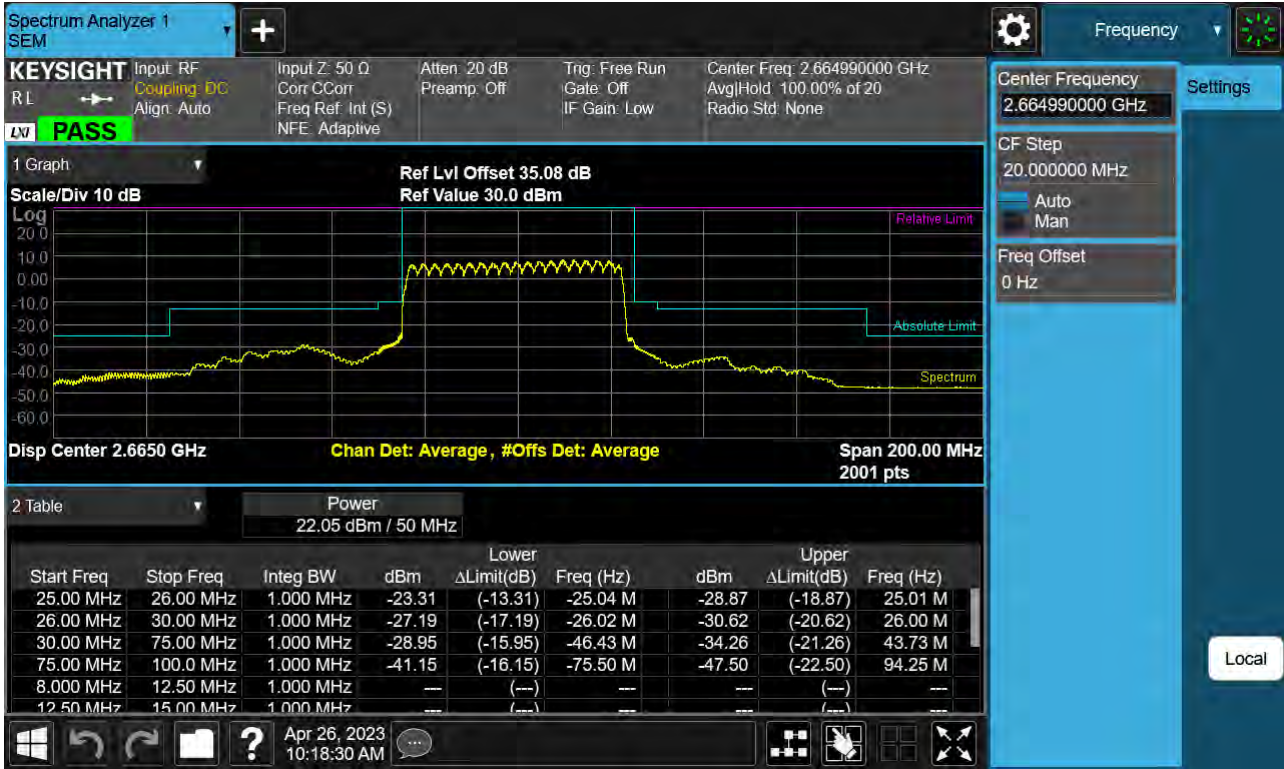 Spectrum Analyzer 1
SEM
Frequency
KEYSIGHT
RL
LXI
PASS
Input: RF
Coupling: DC
Align: Auto
Input Z: 50 Ω
Corr CCorr
Freq Ref: Int (S)
NFE: Adaptive
Atten: 20 dB
Preamp: Off
Trig: Free Run
Gate: Off
IF Gain: Low
Center Freq: 2.664990000 GHz
Avg|Hold: 100.00% of 20
Radio Std: None
Center Frequency
2.664990000 GHz
Settings
CF Step
20.000000 MHz
Auto
Man
Freq Offset
0 Hz
Local
1 Graph
Scale/Div 10 dB
Ref Lvl Offset 35.08 dB
Ref Value 30.0 dBm
Log
20.0
10.0
0.00
-10.0
-20.0
-30.0
-40.0
-50.0
-60.0
Relative Limit
Absolute Limit
Spectrum
Disp Center 2.6650 GHz
Chan Det: Average, #Offs Det: Average
Span 200.00 MHz
2001 pts
2 Table
Power
22.05 dBm / 50 MHz
Lower Upper
Start Freq Stop Freq Integ BW dBm ∆Limit(dB) Freq (Hz) dBm ∆Limit(dB) Freq (Hz)
25.00 MHz 26.00 MHz 1.000 MHz -23.31 (-13.31) -25.04 M -28.87 (-18.87) 25.01 M
26.00 MHz 30.00 MHz 1.000 MHz -27.19 (-17.19) -26.02 M -30.62 (-20.62) 26.00 M
30.00 MHz 75.00 MHz 1.000 MHz -28.95 (-15.95) -46.43 M -34.26 (-21.26) 43.73 M
75.00 MHz 100.0 MHz 1.000 MHz -41.15 (-16.15) -75.50 M -47.50 (-22.50) 94.25 M
8.000 MHz 12.50 MHz 1.000 MHz --- (---) --- --- (---) ---
12.50 MHz 15.00 MHz 1.000 MHz --- (---) --- --- (---) ---
?
Apr 26, 2023
10:18:30 AM